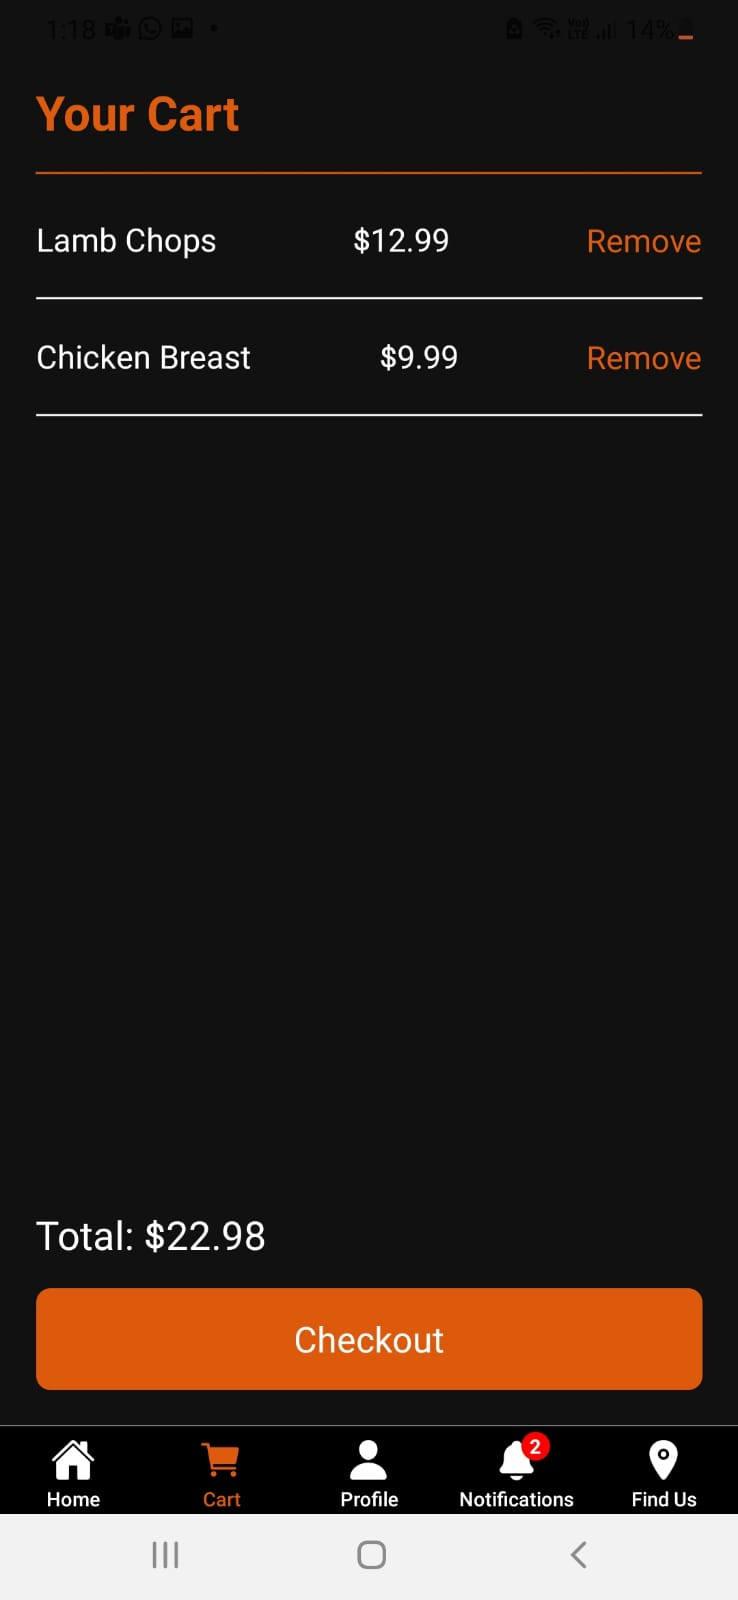 1:18 14%
Your Cart
Lamb Chops $12.99 Remove
Chicken Breast $9.99 Remove
Total: $22.98
Checkout
2
Home Cart Profile Notifications Find Us